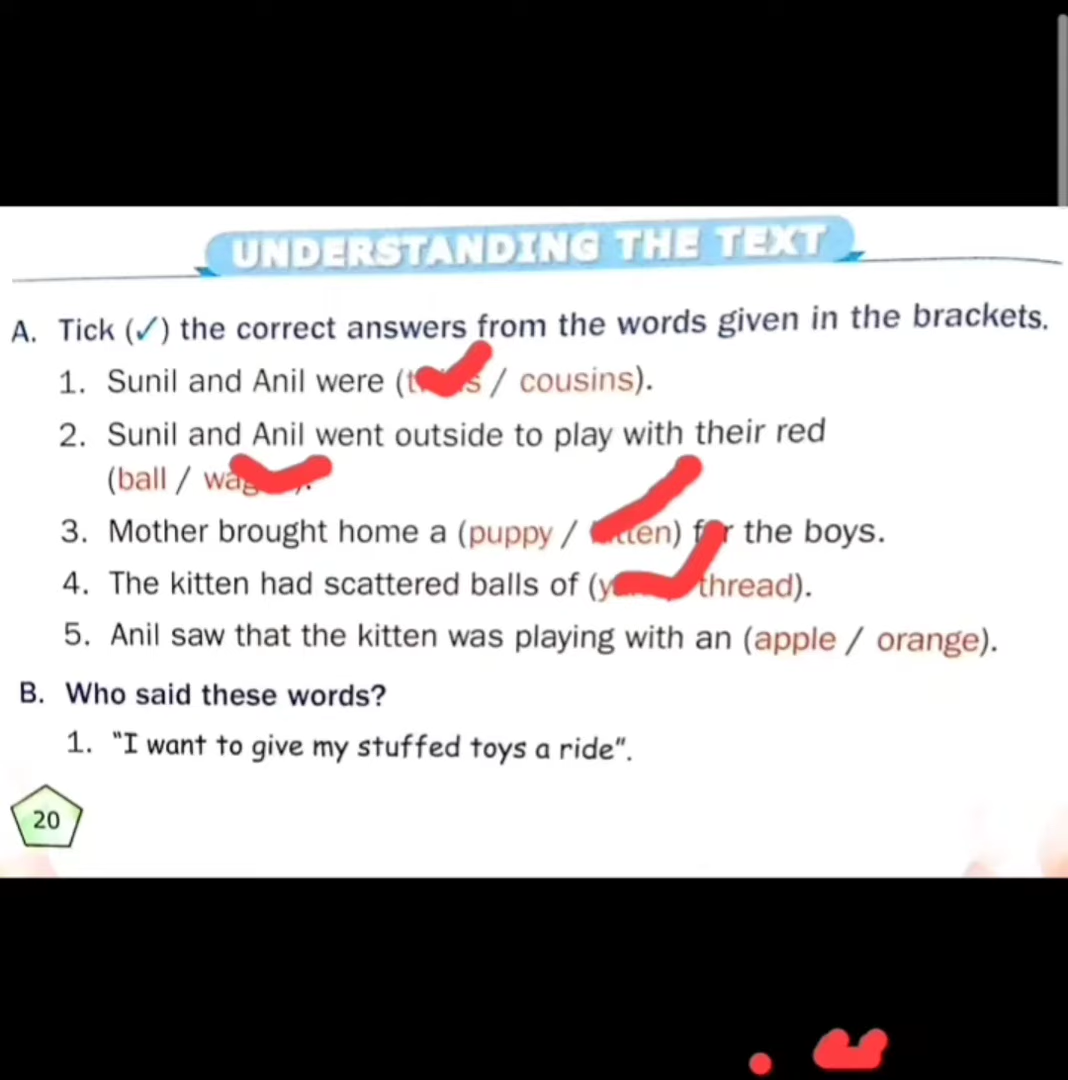 UNDERSTANDING THE TEXT
A. Tick (✓) the correct answers from the words given in the brackets.
1. Sunil and Anil were ( / cousins).
2. Sunil and Anil went outside to play with their red
(ball / ).
3. Mother brought home a (puppy / kitten) for the boys.
4. The kitten had scattered balls of ( thread).
5. Anil saw that the kitten was playing with an (apple / orange).
B. Who said these words?
1. "I want to give my stuffed toys a ride".
20